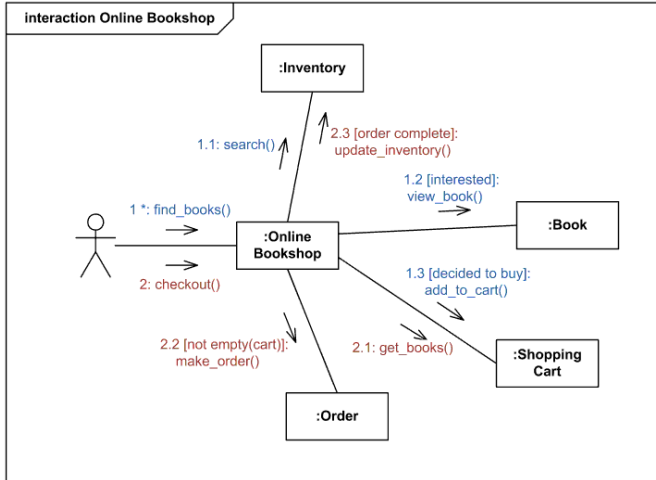 interaction Online Bookshop
:Inventory
1.1: search()
2.3 [order complete]:
update_inventory()
1.2 [interested]:
view_book()
1 *: find_books()
:Online
Bookshop
:Book
2: checkout()
1.3 [decided to buy]:
add_to_cart()
2.2 [not empty(cart)]:
make_order()
2.1: get_books()
:Shopping
Cart
:Order